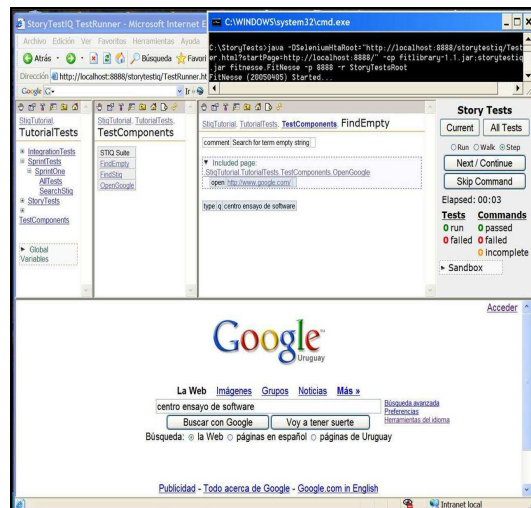 StoryTestIQ TestRunner - Microsoft Internet E
C:\WINDOWS\system32\cmd.exe
Archivo Edición Ver Favoritos Herramientas Ayuda
C:\StoryTests>java -DSeleniumHtaRoot="http://localhost:8888/storytestiq/Test
er.html?startPage=http://localhost:8888/" -cp fitlibrary-1.1.jar;storytestiq
.jar fitnesse.FitNesse -p 8888 -r StoryTestsRoot
FitNesse (20050405) Started...
Atrás Búsqueda Favori
Dirección http://localhost:8888/storytestiq/TestRunner.ht
Google G- Ir
StiqTutorial.
TutorialTests
IntegrationTests
SprintTests
SprintOne
AllTests
SearchStiq
StoryTests
TestComponents
Global
Variables
StiqTutorial. TutorialTests.
TestComponents
STIQ Suite
FindEmpty
FindStiq
OpenGoogle
StiqTutorial. TutorialTests. TestComponents. FindEmpty
comment Search for term empty string
Included page:
StiqTutorial.TutorialTests.TestComponents.OpenGoogle
open http://www.google.com/
type q centro ensayo de software
Story Tests
Current All Tests
Run Walk Step
Next / Continue
Skip Command
Elapsed: 00:03
Tests Commands
0 run 0 passed
0 failed 0 failed
0 incomplete
Sandbox
Acceder
Google™
Uruguay
La Web Imágenes Grupos Noticias Más »
centro ensayo de software
Búsqueda avanzada
Preferencias
Herramientas del idioma
Buscar con Google Voy a tener suerte
Búsqueda: la Web páginas en español páginas de Uruguay
Publicidad - Todo acerca de Google - Google.com in English
Intranet local